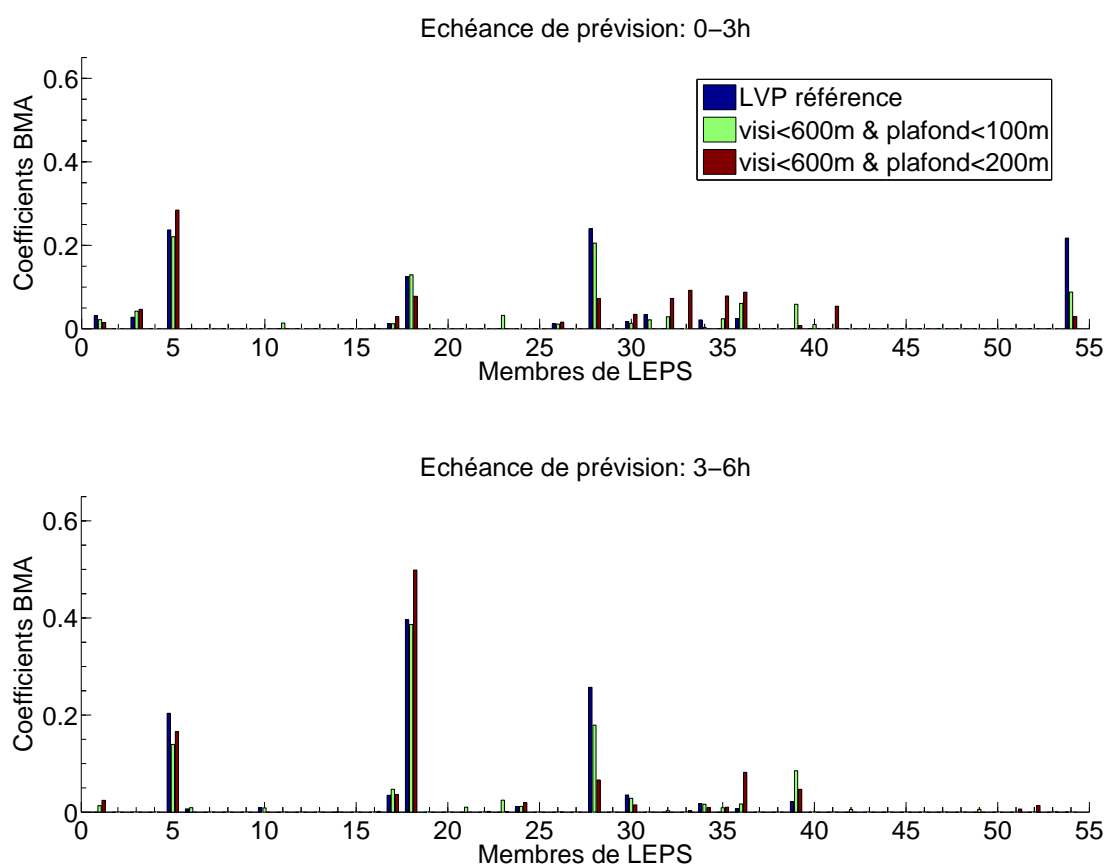 Echéance de prévision: 0−3h
0.6
0.4
0.2
0
Coefficients BMA
LVP référence
visi<600m & plafond<100m
visi<600m & plafond<200m
0 5 10 15 20 25 30 35 40 45 50 55
Membres de LEPS
Echéance de prévision: 3−6h
0.6
0.4
0.2
0
Coefficients BMA
0 5 10 15 20 25 30 35 40 45 50 55
Membres de LEPS